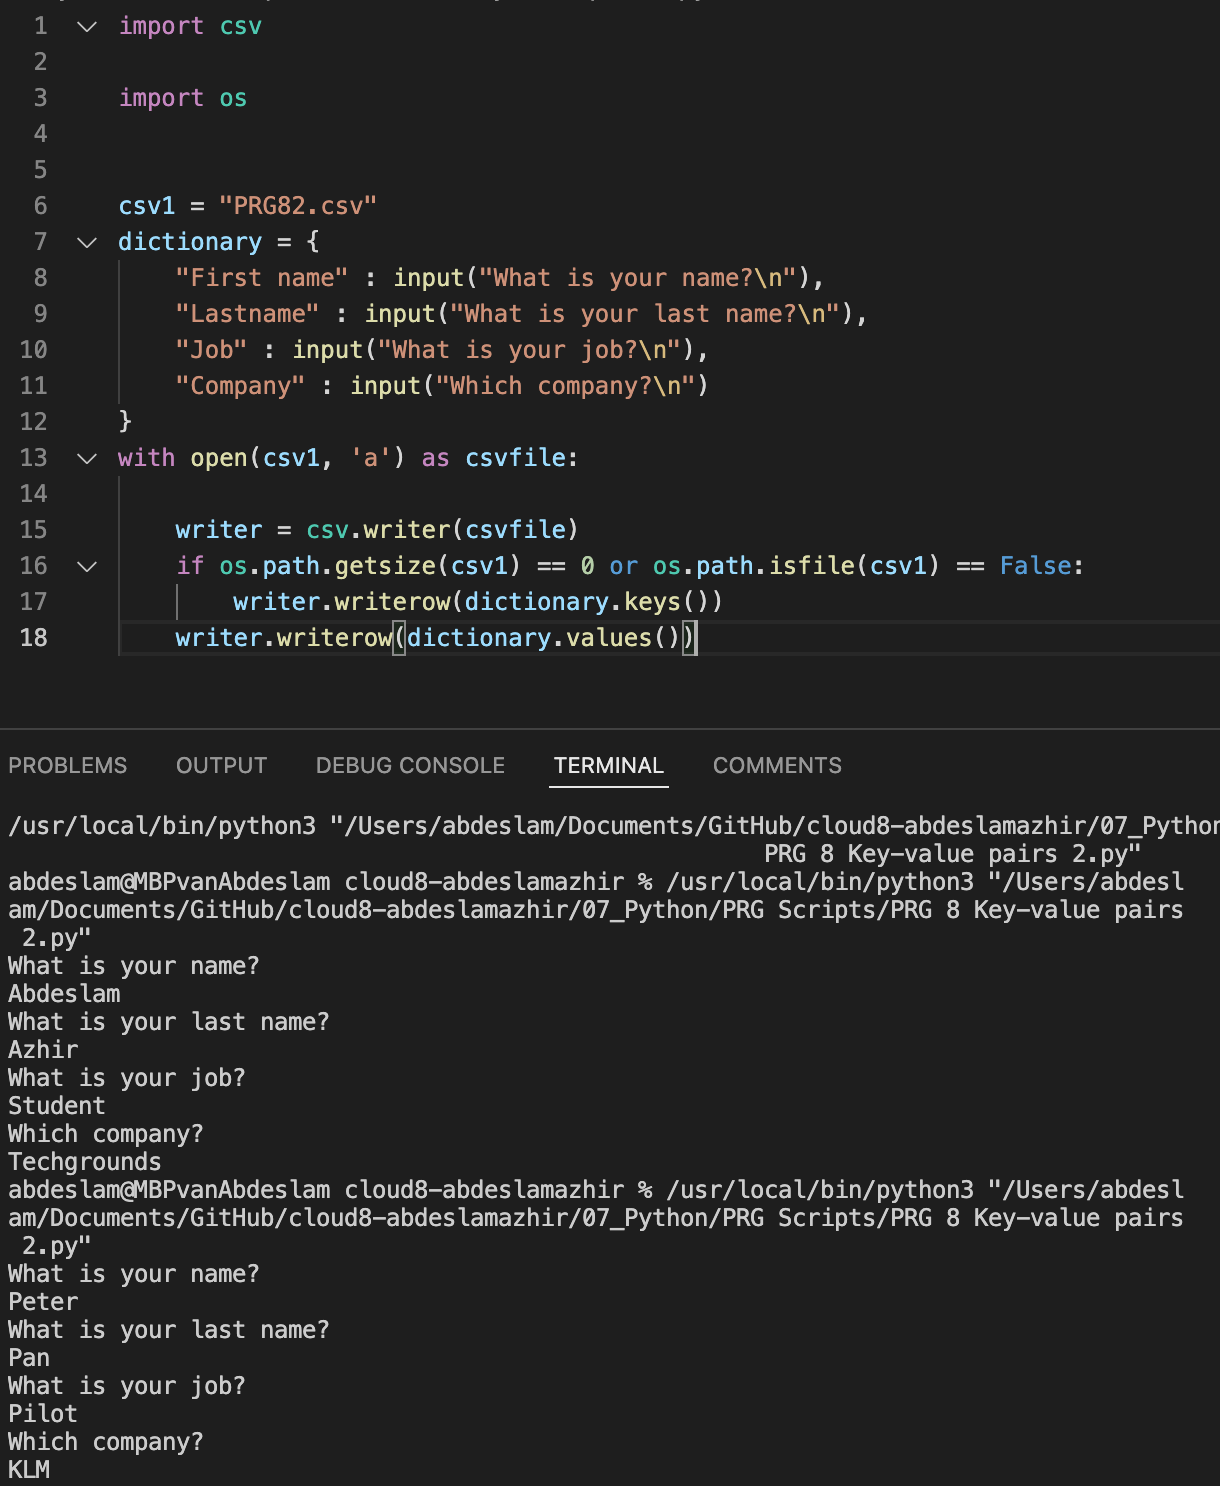 1 import csv
2
3 import os
4
5
6 csv1 = "PRG82.csv"
7 dictionary = {
8     "First name" : input("What is your name?\n"),
9     "Lastname" : input("What is your last name?\n"),
10     "Job" : input("What is your job?\n"),
11     "Company" : input("Which company?\n")
12 }
13 with open(csv1, 'a') as csvfile:
14
15     writer = csv.writer(csvfile)
16     if os.path.getsize(csv1) == 0 or os.path.isfile(csv1) == False:
17         writer.writerow(dictionary.keys())
18     writer.writerow(dictionary.values())
PROBLEMS OUTPUT DEBUG CONSOLE TERMINAL COMMENTS
/usr/local/bin/python3 "/Users/abdeslam/Documents/GitHub/cloud8-abdeslamazhir/07_Python
PRG 8 Key-value pairs 2.py"
abdeslam@MBPvanAbdeslam cloud8-abdeslamazhir % /usr/local/bin/python3 "/Users/abdesl
am/Documents/GitHub/cloud8-abdeslamazhir/07_Python/PRG Scripts/PRG 8 Key-value pairs
2.py"
What is your name?
Abdeslam
What is your last name?
Azhir
What is your job?
Student
Which company?
Techgrounds
abdeslam@MBPvanAbdeslam cloud8-abdeslamazhir % /usr/local/bin/python3 "/Users/abdesl
am/Documents/GitHub/cloud8-abdeslamazhir/07_Python/PRG Scripts/PRG 8 Key-value pairs
2.py"
What is your name?
Peter
What is your last name?
Pan
What is your job?
Pilot
Which company?
KLM